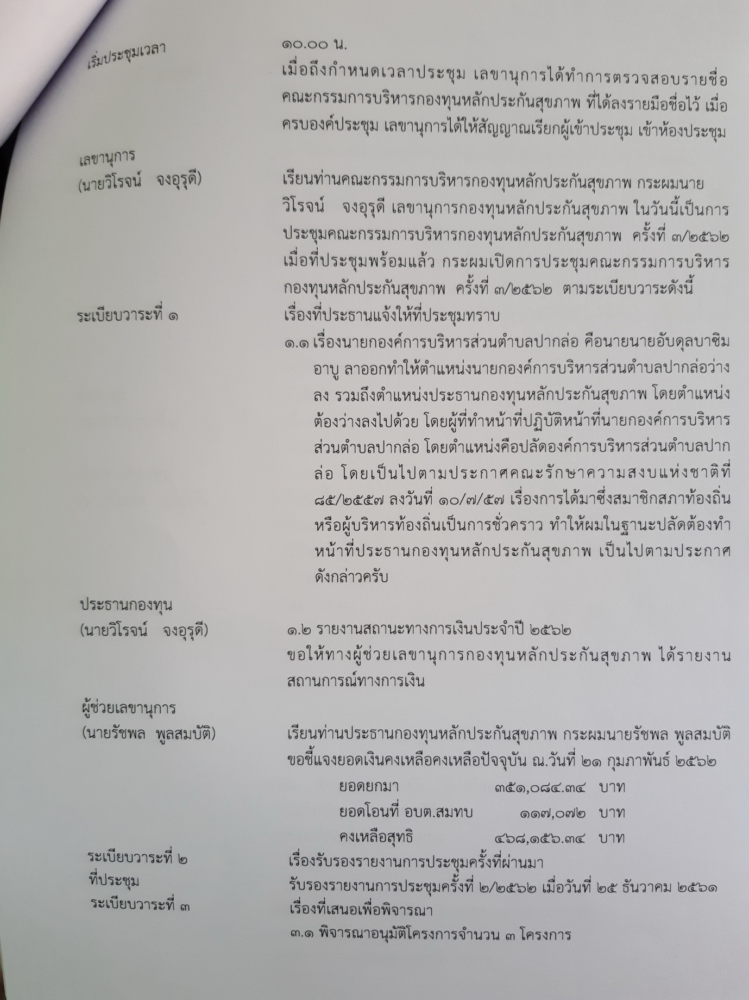 เริ่มประชุมเวลา ๑๐.๐๐ น.
เมื่อถึงกำหนดเวลาประชุม เลขานุการได้ทำการตรวจสอบรายชื่อ
คณะกรรมการบริหารกองทุนหลักประกันสุขภาพ ที่ได้ลงรายมือชื่อไว้ เมื่อ
ครบองค์ประชุม เลขานุการได้ให้สัญญาณเรียกผู้เข้าประชุม เข้าห้องประชุม
เลขานุการ
(นายวิโรจน์ จงอุรุดี) เรียนท่านคณะกรรมการบริหารกองทุนหลักประกันสุขภาพ กระผมนาย
วิโรจน์ จงอุรุดี เลขานุการกองทุนหลักประกันสุขภาพ ในวันนี้เป็นการ
ประชุมคณะกรรมการบริหารกองทุนหลักประกันสุขภาพ ครั้งที่ ๓/๒๕๖๒
เมื่อที่ประชุมพร้อมแล้ว กระผมเปิดการประชุมคณะกรรมการบริหาร
กองทุนหลักประกันสุขภาพ ครั้งที่ ๓/๒๕๖๒ ตามระเบียบวาระดังนี้
ระเบียบวาระที่ ๑ เรื่องที่ประธานแจ้งให้ที่ประชุมทราบ
๑.๑ เรื่องนายกองค์การบริหารส่วนตำบลปากล่อ คือนายนายอับดุลบาซิม
อาบู ลาออกทำให้ตำแหน่งนายกองค์การบริหารส่วนตำบลปากล่อว่าง
ลง รวมถึงตำแหน่งประธานกองทุนหลักประกันสุขภาพ โดยตำแหน่ง
ต้องว่างลงไปด้วย โดยผู้ที่ทำหน้าที่ปฏิบัติหน้าที่นายกองค์การบริหาร
ส่วนตำบลปากล่อ โดยตำแหน่งคือปลัดองค์การบริหารส่วนตำบลปาก
ล่อ โดยเป็นไปตามประกาศคณะรักษาความสงบแห่งชาติที่
๘๕/๒๕๕๗ ลงวันที่ ๑๐/๗/๕๗ เรื่องการได้มาซึ่งสมาชิกสภาท้องถิ่น
หรือผู้บริหารท้องถิ่นเป็นการชั่วคราว ทำให้ผมในฐานะปลัดต้องทำ
หน้าที่ประธานกองทุนหลักประกันสุขภาพ เป็นไปตามประกาศ
ดังกล่าวครับ
ประธานกองทุน
(นายวิโรจน์ จงอุรุดี) ๑.๒ รายงานสถานะทางการเงินประจำปี ๒๕๖๒
ขอให้ทางผู้ช่วยเลขานุการกองทุนหลักประกันสุขภาพ ได้รายงาน
สถานการณ์ทางการเงิน
ผู้ช่วยเลขานุการ
(นายรัชพล พูลสมบัติ) เรียนท่านประธานกองทุนหลักประกันสุขภาพ กระผมนายรัชพล พูลสมบัติ
ขอชี้แจงยอดเงินคงเหลือคงเหลือปัจจุบัน ณ.วันที่ ๒๑ กุมภาพันธ์ ๒๕๖๒
ยอดยกมา ๓๕๑,๐๘๔.๓๔ บาท
ยอดโอนที่ อบต.สมทบ ๑๑๗,๐๗๒ บาท
คงเหลือสุทธิ ๔๖๘,๑๕๖.๓๔ บาท
ระเบียบวาระที่ ๒ เรื่องรับรองรายงานการประชุมครั้งที่ผ่านมา
ที่ประชุม รับรองรายงานการประชุมครั้งที่ ๒/๒๕๖๒ เมื่อวันที่ ๒๕ ธันวาคม ๒๕๖๑
ระเบียบวาระที่ ๓ เรื่องที่เสนอเพื่อพิจารณา
๓.๑ พิจารณาอนุมัติโครงการจำนวน ๓ โครงการ